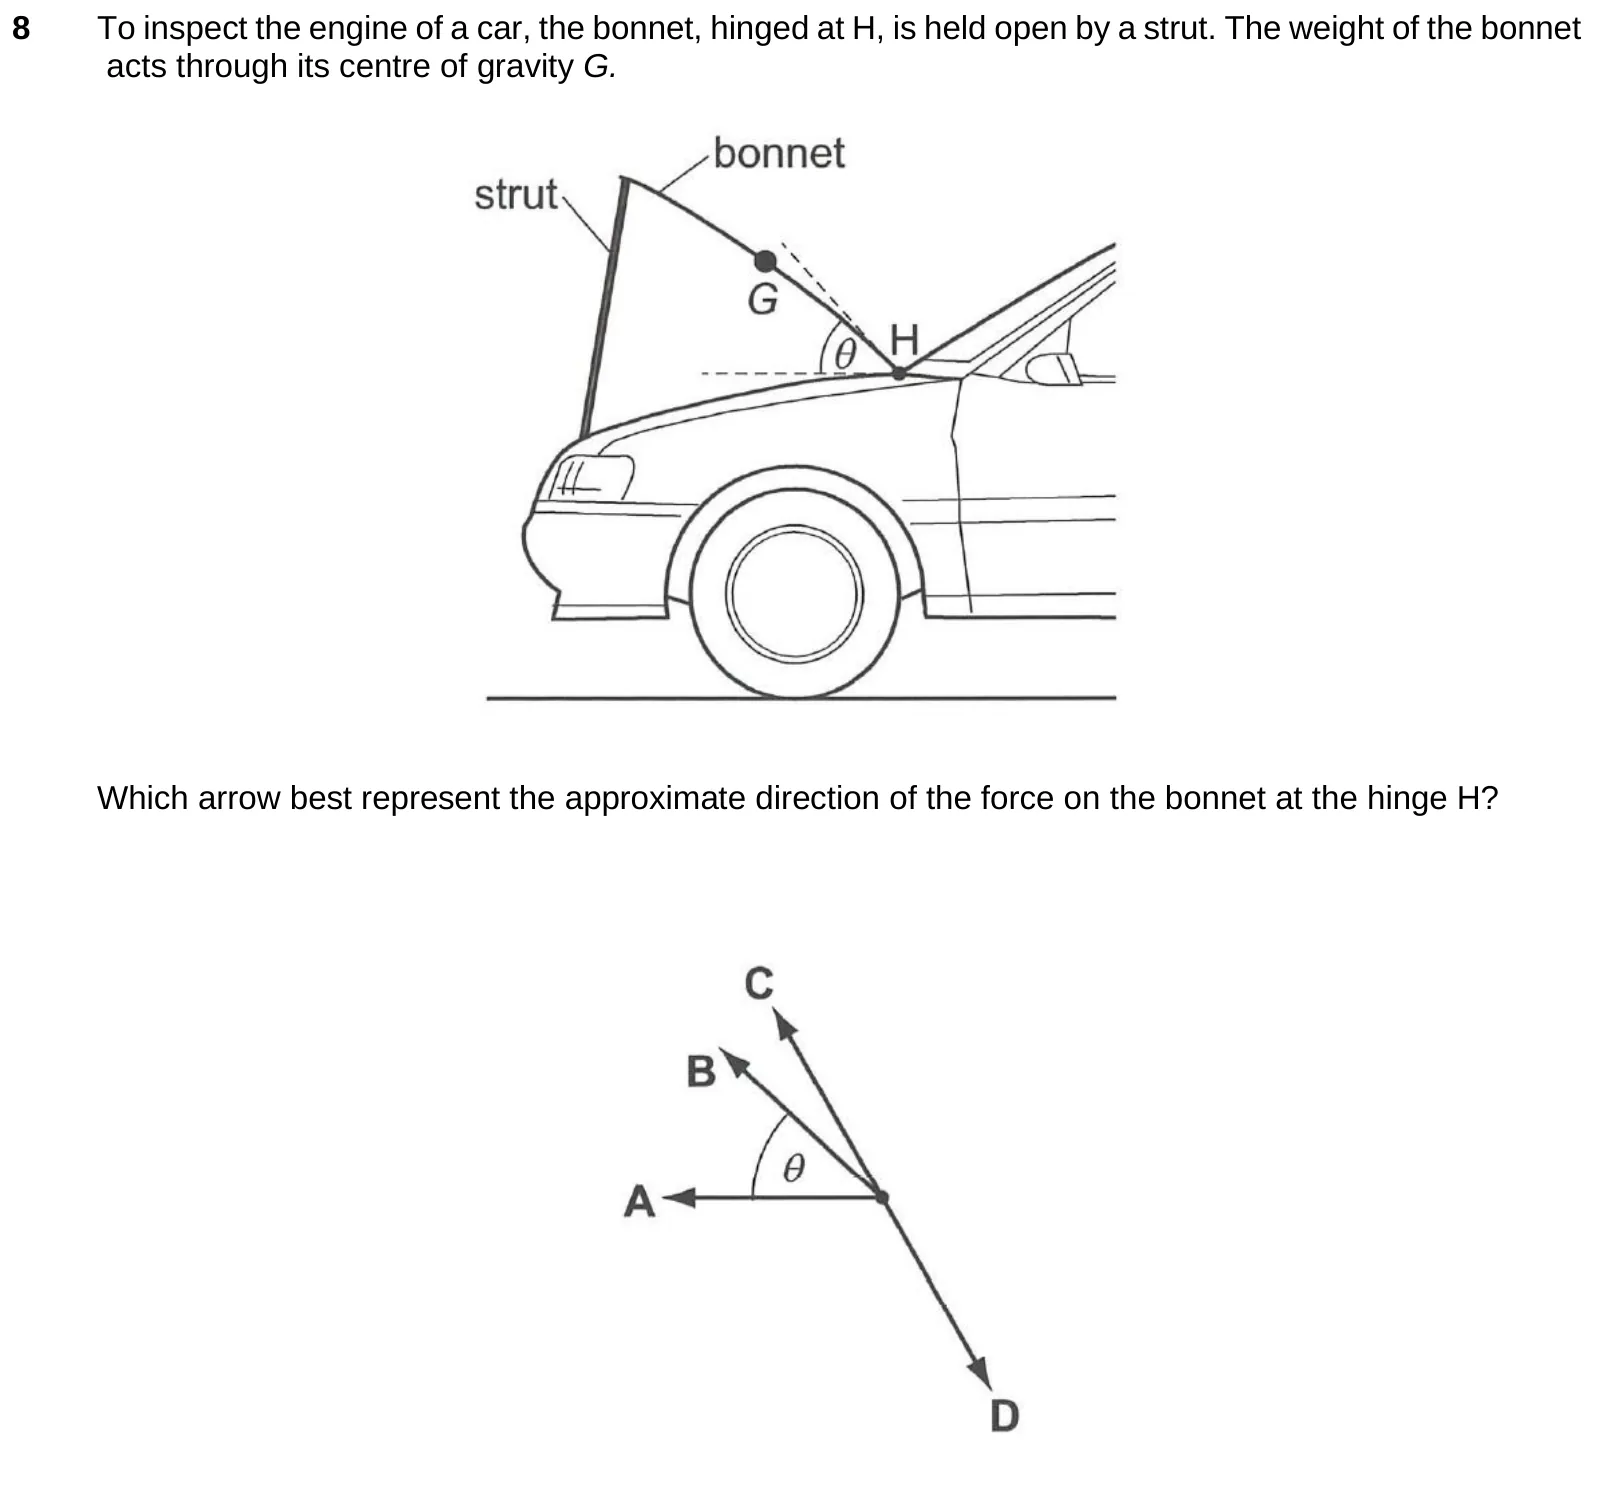 8 To inspect the engine of a car, the bonnet, hinged at H, is held open by a strut. The weight of the bonnet
acts through its centre of gravity G.
bonnet
strut
G
H
θ
Which arrow best represent the approximate direction of the force on the bonnet at the hinge H?
C
B
θ
A
D